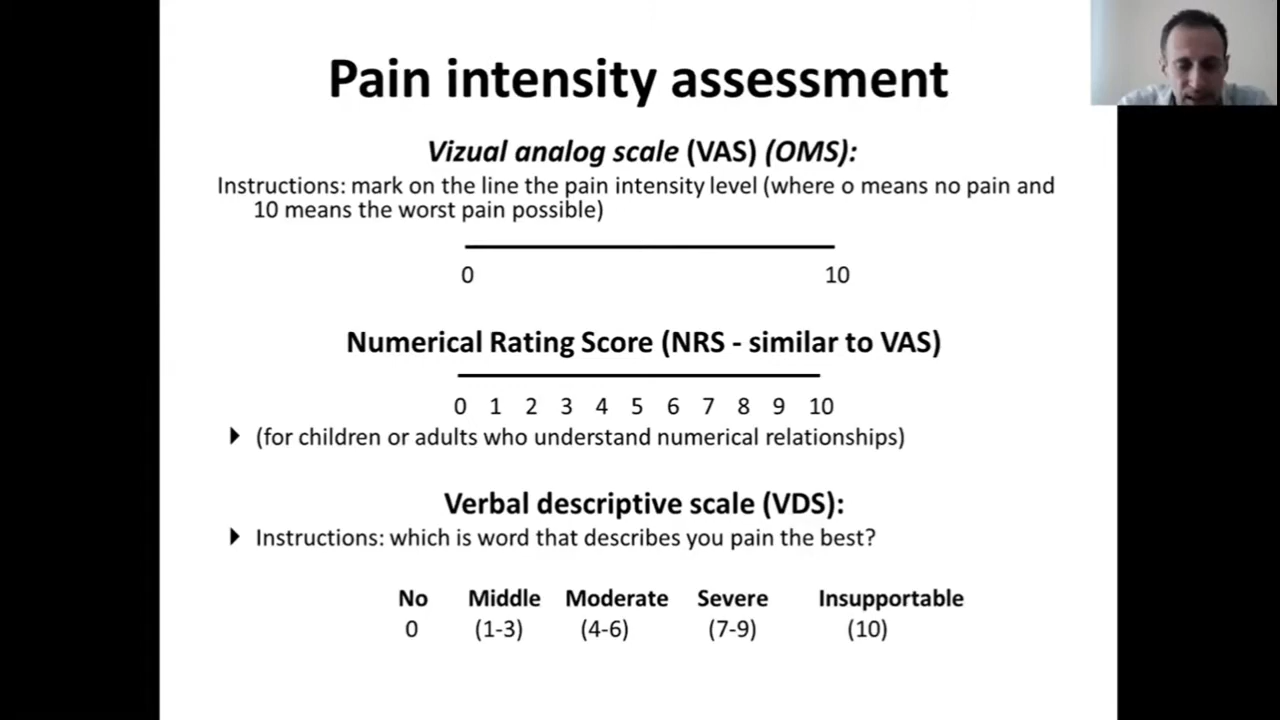 Pain intensity assessment
Vizual analog scale (VAS) (OMS):
Instructions: mark on the line the pain intensity level (where o means no pain and
10 means the worst pain possible)
0 10
Numerical Rating Score (NRS - similar to VAS)
0 1 2 3 4 5 6 7 8 9 10
(for children or adults who understand numerical relationships)
Verbal descriptive scale (VDS):
Instructions: which is word that describes you pain the best?
No Middle Moderate Severe Insupportable
0 (1-3) (4-6) (7-9) (10)